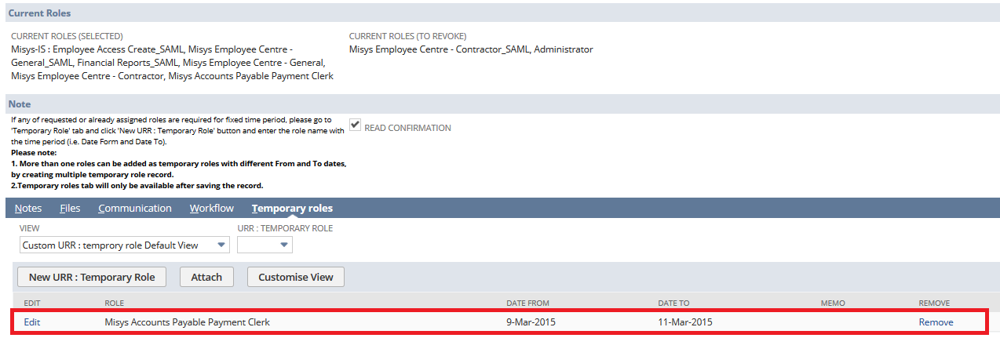 Current Roles
CURRENT ROLES (SELECTED)
Misys-IS : Employee Access Create_SAML, Misys Employee Centre -
General_SAML, Financial Reports_SAML, Misys Employee Centre - General,
Misys Employee Centre - Contractor, Misys Accounts Payable Payment Clerk
CURRENT ROLES (TO REVOKE)
Misys Employee Centre - Contractor_SAML, Administrator
Note
If any of requested or already assigned roles are required for fixed time period, please go to
'Temporary Role' tab and click 'New URR : Temporary Role' button and enter the role name with
the time period (i.e. Date Form and Date To).
Please note:
1. More than one roles can be added as temporary roles with different From and To dates,
by creating multiple temporary role record.
2.Temporary roles tab will only be available after saving the record.
READ CONFIRMATION
Notes Files Communication Workflow Temporary roles
VIEW URR : TEMPORARY ROLE
Custom URR : temprory role Default View
New URR : Temporary Role Attach Customise View
EDIT ROLE DATE FROM DATE TO MEMO REMOVE
Edit Misys Accounts Payable Payment Clerk 9-Mar-2015 11-Mar-2015 Remove